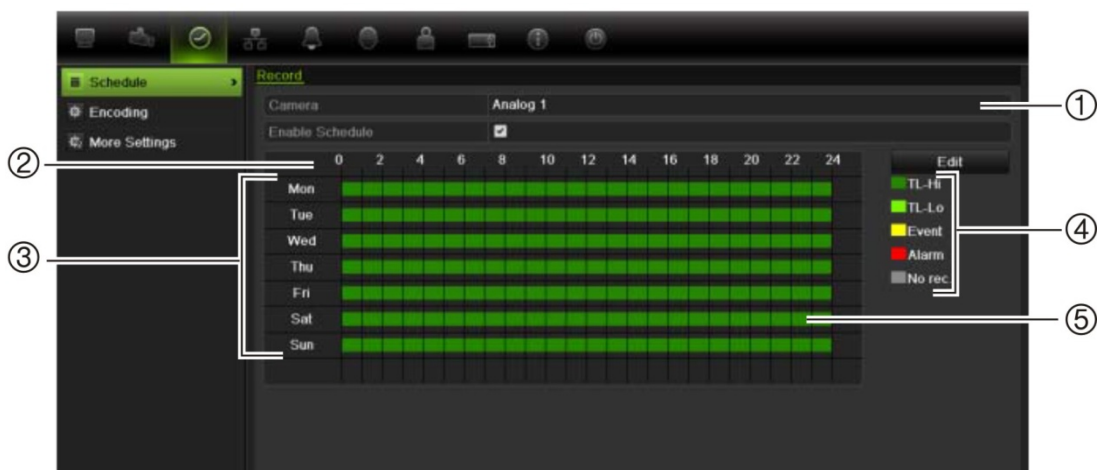 Schedule
Encoding
More Settings
Record
Camera Analog 1
Enable Schedule
0 2 4 6 8 10 12 14 16 18 20 22 24
Mon
Tue
Wed
Thu
Fri
Sat
Sun
Edit
TL-Hi
TL-Lo
Event
Alarm
No rec.
①
②
③
④
⑤